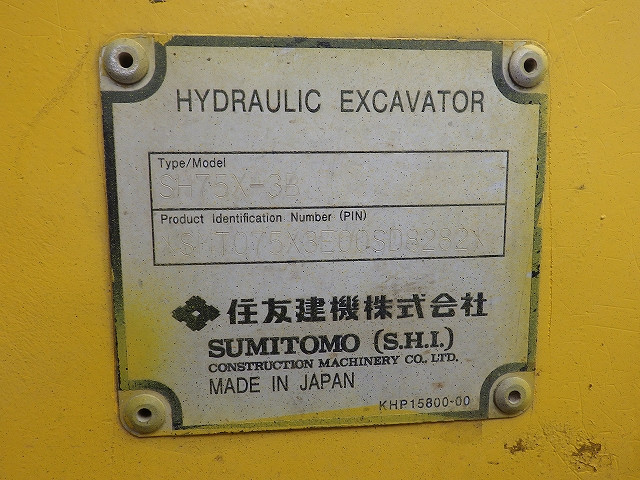 HYDRAULIC EXCAVATOR
Type/Model
SH75X-3B
Product Identification Number (PIN)
住友建機株式会社
SUMITOMO (S.H.I.)
CONSTRUCTION MACHINERY CO., LTD.
MADE IN JAPAN
KHP15800-00